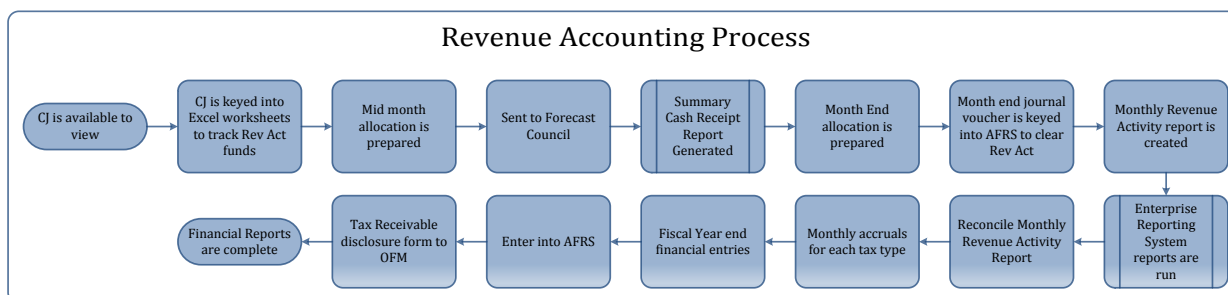 Revenue Accounting Process
CJ is available to
view
CJ is keyed into
Excel worksheets
to track Rev Act
funds
Mid month
allocation is
prepared
Sent to Forecast
Council
Summary
Cash Receipt
Report
Generated
Month End
allocation is
prepared
Month end journal
voucher is keyed
into AFRS to clear
Rev Act
Monthly Revenue
Activity report is
created
Enterprise
Reporting
System
reports are
run
Reconcile Monthly
Revenue Activity
Report
Monthly accruals
for each tax type
Fiscal Year end
financial entries
Enter into AFRS
Tax Receivable
disclosure form to
OFM
Financial Reports
are complete